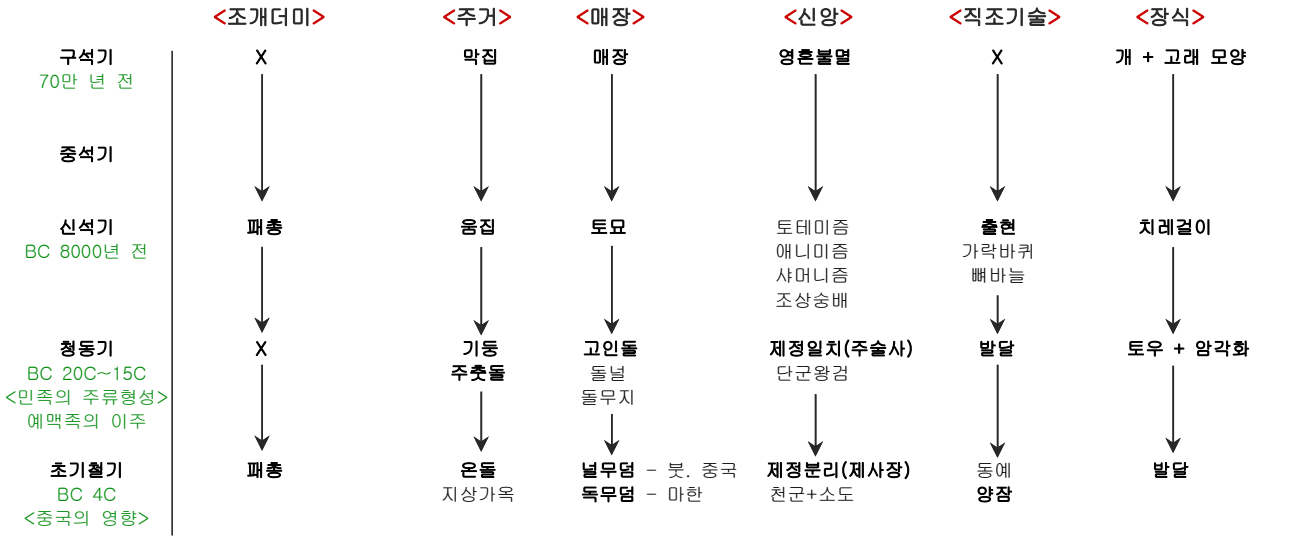 <조개더미> <주거> <매장> <신앙> <직조기술> <장식>
구석기 X 막집 매장 영혼불멸 X 개 + 고래 모양
70만 년 전
중석기
신석기 패총 움집 토묘 토테미즘 출현 치레걸이
BC 8000년 전 애니미즘 가락바퀴
샤머니즘 뼈바늘
조상숭배
청동기 X 기둥 고인돌 제정일치(주술사) 발달 토우 + 암각화
BC 20C~15C 주춧돌 돌널 단군왕검
<민족의 주류형성> 돌무지
예맥족의 이주
초기철기 패총 온돌 널무덤 - 붓. 중국 제정분리(제사장) 동예 발달
BC 4C 지상가옥 독무덤 - 마한 천군+소도 양잠
<중국의 영향>